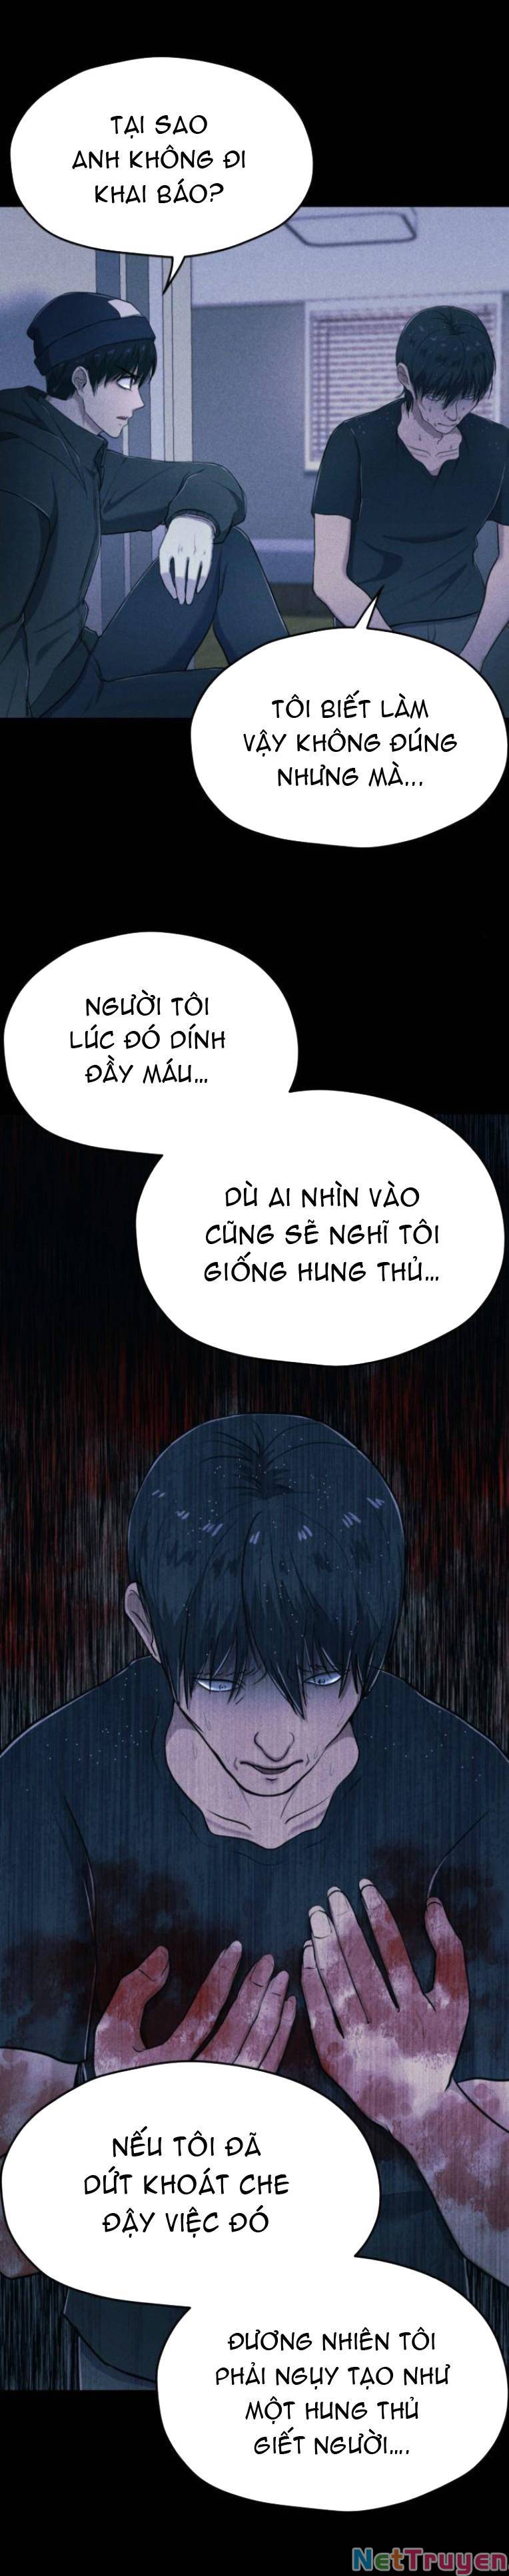 TẠI SAO
ANH KHÔNG ĐI
KHAI BÁO?
TÔI BIẾT LÀM
VẬY KHÔNG ĐÚNG
NHƯNG MÀ...
NGƯỜI TÔI
LÚC ĐÓ DÍNH
ĐẦY MÁU...
DÙ AI NHÌN VÀO
CŨNG SẼ NGHĨ TÔI
GIỐNG HUNG THỦ...
NẾU TÔI ĐÃ
DỨT KHOÁT CHE
ĐẬY VIỆC ĐÓ
ĐƯƠNG NHIÊN TÔI
PHẢI NGỤY TẠO NHƯ
MỘT HUNG THỦ
GIẾT NGƯỜI....
NetTruyen